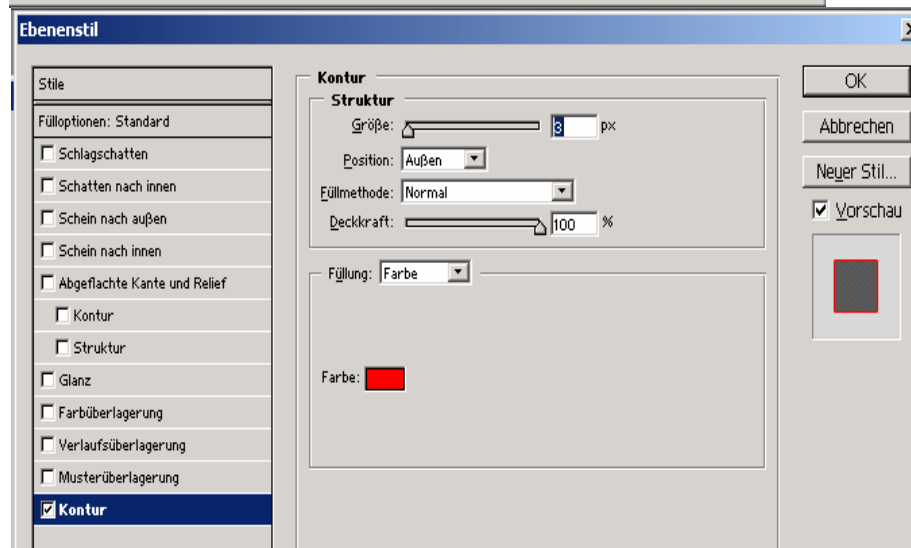 Ebenenstil
Stile
Fülloptionen: Standard
Schlagschatten
Schatten nach innen
Schein nach außen
Schein nach innen
Abgeflachte Kante und Relief
Kontur
Struktur
Glanz
Farbüberlagerung
Verlaufsüberlagerung
Musterüberlagerung
Kontur
Kontur
Struktur
Größe: 3 px
Position: Außen
Füllmethode: Normal
Deckkraft: 100 %
Füllung: Farbe
Farbe:
OK
Abbrechen
Neuer Stil...
Vorschau